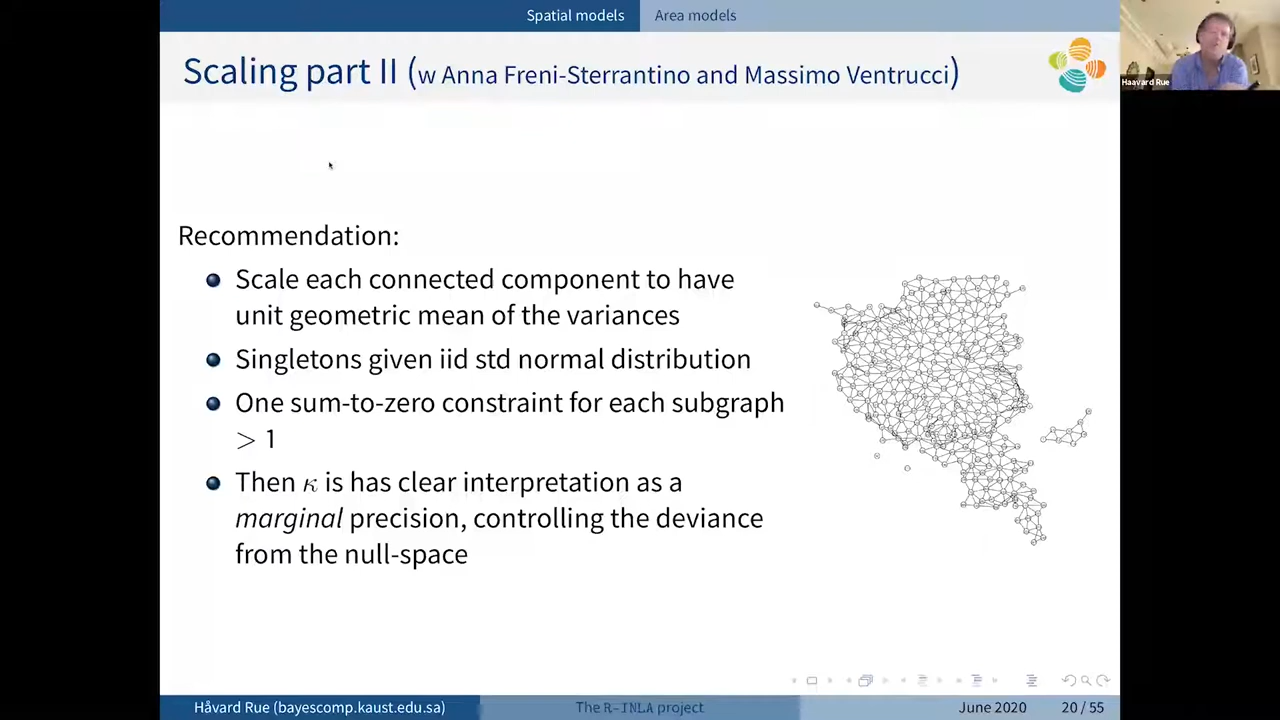 Spatial models Area models
Scaling part II (w Anna Freni-Sterrantino and Massimo Ventrucci)
Haavard Rue
Recommendation:
Scale each connected component to have
unit geometric mean of the variances
Singletons given iid std normal distribution
One sum-to-zero constraint for each subgraph
> 1
Then κ is has clear interpretation as a
marginal precision, controlling the deviance
from the null-space
Håvard Rue (bayescomp.kaust.edu.sa) The R-INLA project June 2020 20 / 55